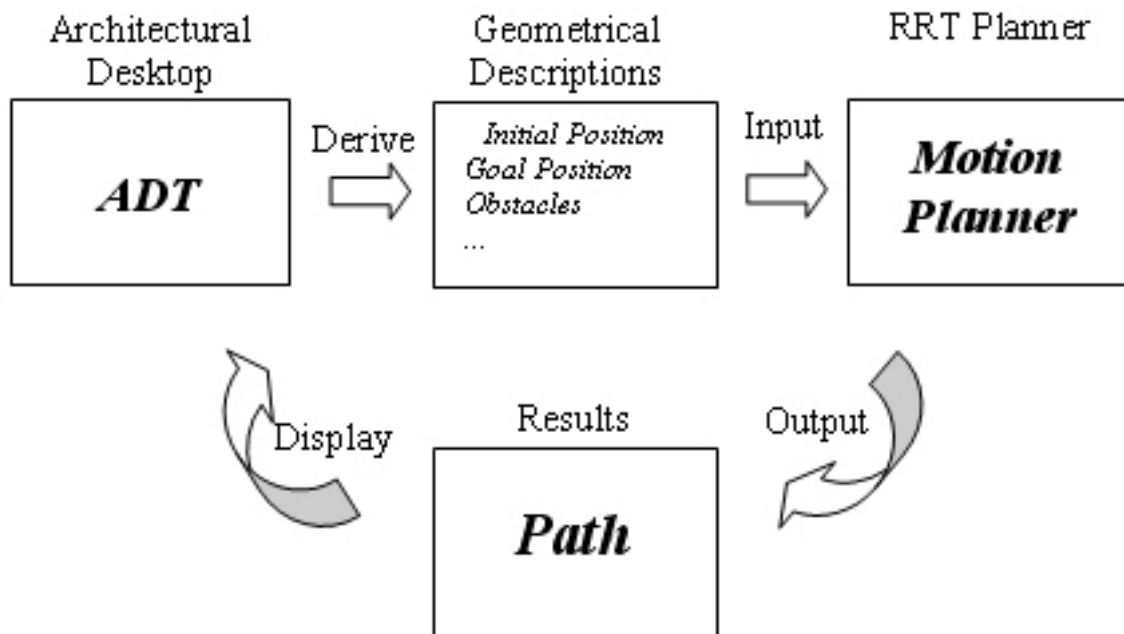 Architectural
Desktop
ADT
Derive
Geometrical
Descriptions
Initial Position
Goal Position
Obstacles
...
Input
RRT Planner
Motion
Planner
Output
Results
Path
Display